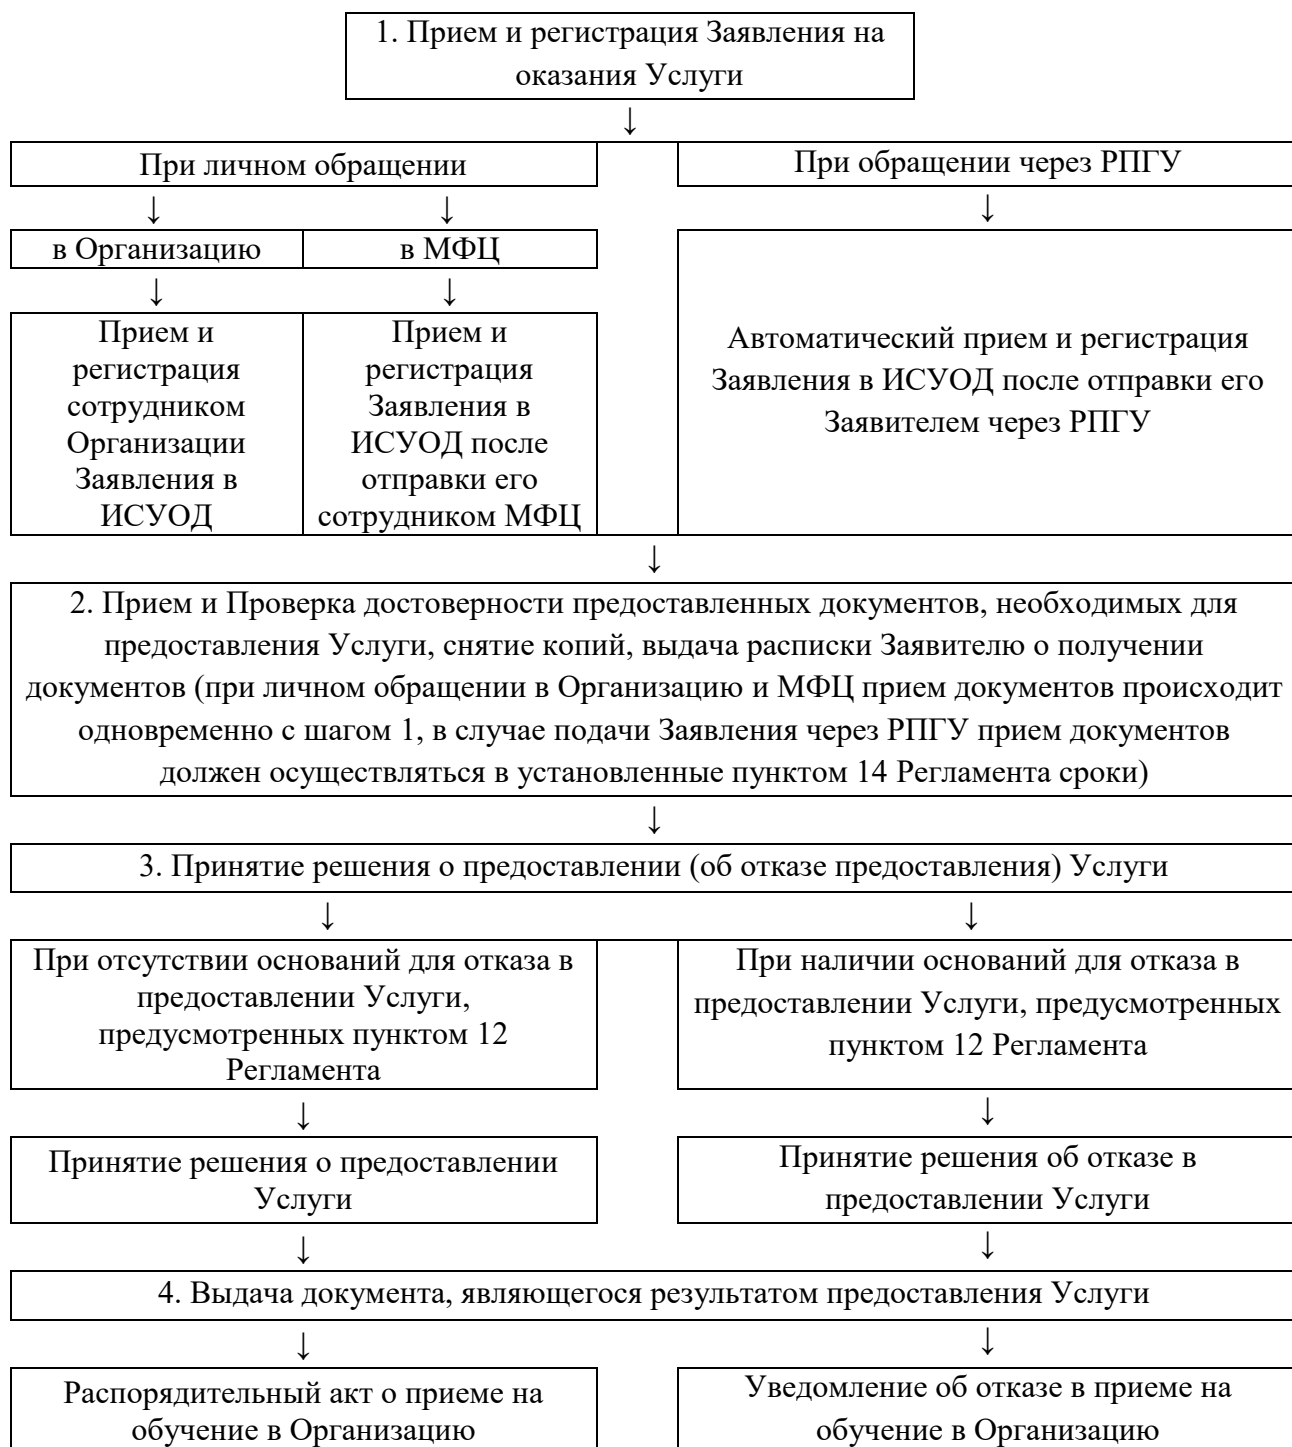 1. Прием и регистрация Заявления на
оказания Услуги
↓
При личном обращении
При обращении через РПГУ
↓
↓
↓
в Организацию
в МФЦ
↓
↓
Прием и
регистрация
сотрудником
Организации
Заявления в
ИСУОД
Прием и
регистрация
Заявления в
ИСУОД после
отправки его
сотрудником МФЦ
Автоматический прием и регистрация
Заявления в ИСУОД после отправки его
Заявителем через РПГУ
↓
2. Прием и Проверка достоверности предоставленных документов, необходимых для
предоставления Услуги, снятие копий, выдача расписки Заявителю о получении
документов (при личном обращении в Организацию и МФЦ прием документов происходит
одновременно с шагом 1, в случае подачи Заявления через РПГУ прием документов
должен осуществляться в установленные пунктом 14 Регламента сроки)
↓
3. Принятие решения о предоставлении (об отказе предоставления) Услуги
↓
↓
При отсутствии оснований для отказа в
предоставлении Услуги,
предусмотренных пунктом 12
Регламента
При наличии оснований для отказа в
предоставлении Услуги, предусмотренных
пунктом 12 Регламента
↓
↓
Принятие решения о предоставлении
Услуги
Принятие решения об отказе в
предоставлении Услуги
↓
↓
4. Выдача документа, являющегося результатом предоставления Услуги
↓
↓
Распорядительный акт о приеме на
обучение в Организацию
Уведомление об отказе в приеме на
обучение в Организацию